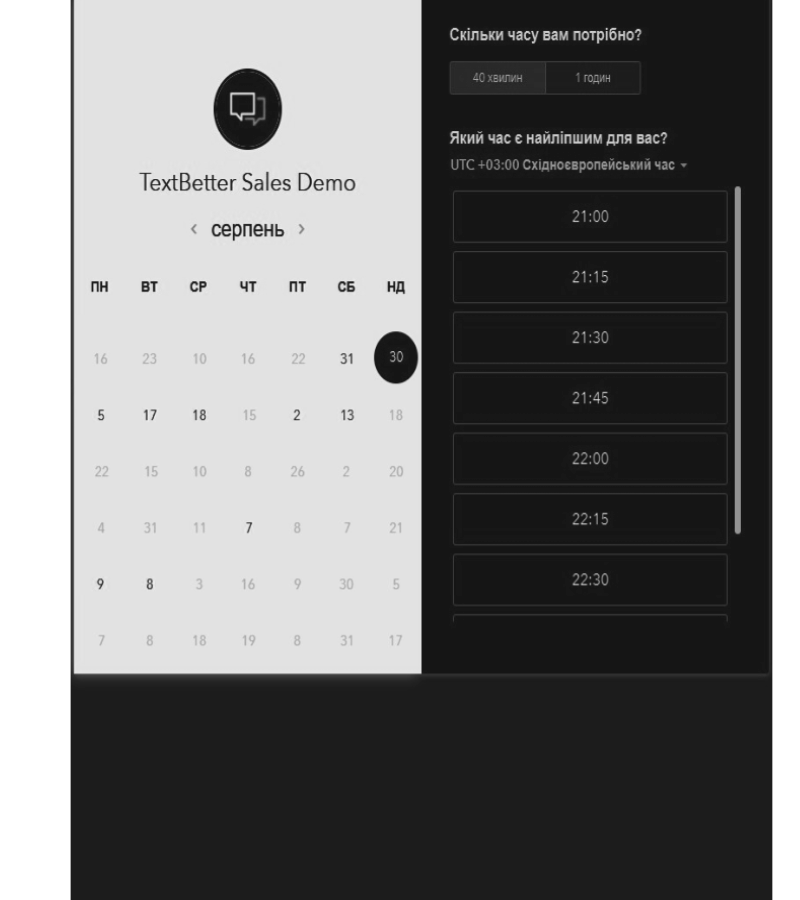 TextBetter Sales Demo
‹ серпень ›
ПН ВТ СР ЧТ ПТ СБ НД
16 23 10 16 22 31 30
5 17 18 15 2 13 18
22 15 10 8 26 2 20
4 31 11 7 8 7 21
9 8 3 16 9 30 5
7 8 18 19 8 31 17
Скільки часу вам потрібно?
40 хвилин 1 годин
Який час є найліпшим для вас?
UTC +03:00 Східноєвропейський час
21:00
21:15
21:30
21:45
22:00
22:15
22:30